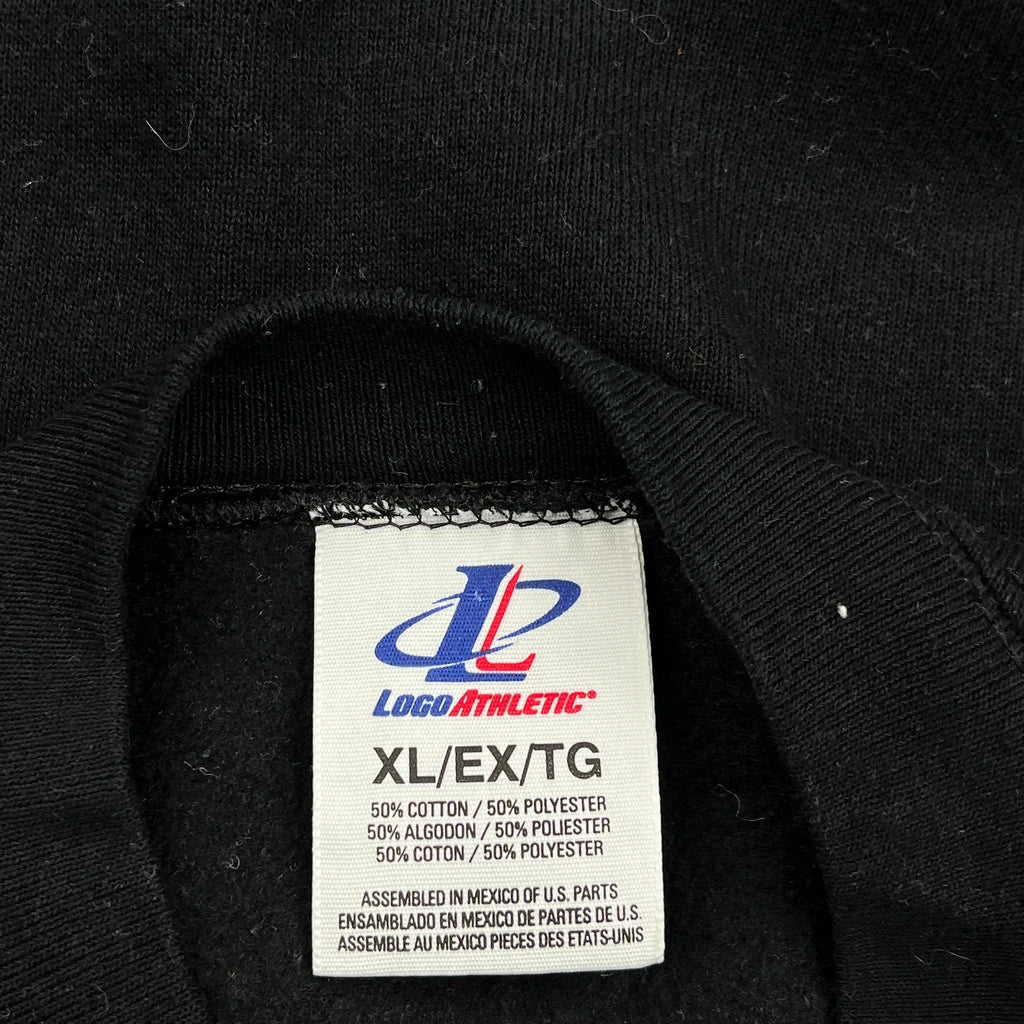 LL
LOGO ATHLETIC®
XL/EX/TG
50% COTTON / 50% POLYESTER
50% ALGODON / 50% POLIESTER
50% COTON / 50% POLYESTER
ASSEMBLED IN MEXICO OF U.S. PARTS
ENSAMBLADO EN MEXICO DE PARTES DE U.S.
ASSEMBLE AU MEXICO PIECES DES ETATS-UNIS